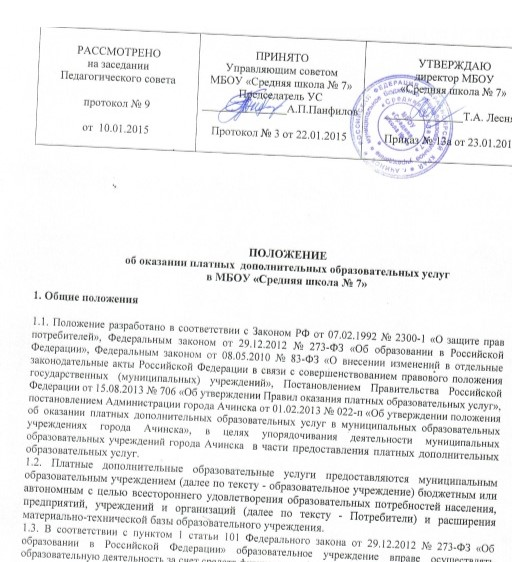 РАССМОТРЕНО
на заседании
Педагогического совета
протокол № 9
от 10.01.2015
ПРИНЯТО
Управляющим советом
МБОУ «Средняя школа № 7»
Председатель УС
А.П.Панфилов
Протокол № 3 от 22.01.2015
УТВЕРЖДАЮ
директор МБОУ
«Средняя школа № 7»
Т.А. Лесня
Приказ № 13а от 23.01.201
ПОЛОЖЕНИЕ
об оказании платных дополнительных образовательных услуг
в МБОУ «Средняя школа № 7»
1. Общие положения
1.1. Положение разработано в соответствии с Законом РФ от 07.02.1992 № 2300-1 «О защите прав
потребителей», Федеральным законом от 29.12.2012 № 273-ФЗ «Об образовании в Российской
Федерации», Федеральным законом от 08.05.2010 № 83-ФЗ «О внесении изменений в отдельные
законодательные акты Российской Федерации в связи с совершенствованием правового положения
государственных (муниципальных) учреждений», Постановлением Правительства Российской
Федерации от 15.08.2013 № 706 «Об утверждении Правил оказания платных образовательных услуг»,
постановлением Администрации города Ачинска от 01.02.2013 № 022-п «Об утверждении положения
об оказании платных дополнительных образовательных услуг в муниципальных образовательных
учреждениях города Ачинска», в целях упорядочивания деятельности муниципальных
образовательных учреждений города Ачинска в части предоставления платных дополнительных
образовательных услуг.
1.2. Платные дополнительные образовательные услуги предоставляются муниципальным
образовательным учреждением (далее по тексту - образовательное учреждение) бюджетным или
автономным с целью всестороннего удовлетворения образовательных потребностей населения,
предприятий, учреждений и организаций (далее по тексту - Потребители) и расширения
материально-технической базы образовательного учреждения.
1.3. В соответствии с пунктом 1 статьи 101 Федерального закона от 29.12.2012 № 273-ФЗ «Об
образовании в Российской Федерации» образовательное учреждение вправе осуществлять
образовательную деятельность за счет средств